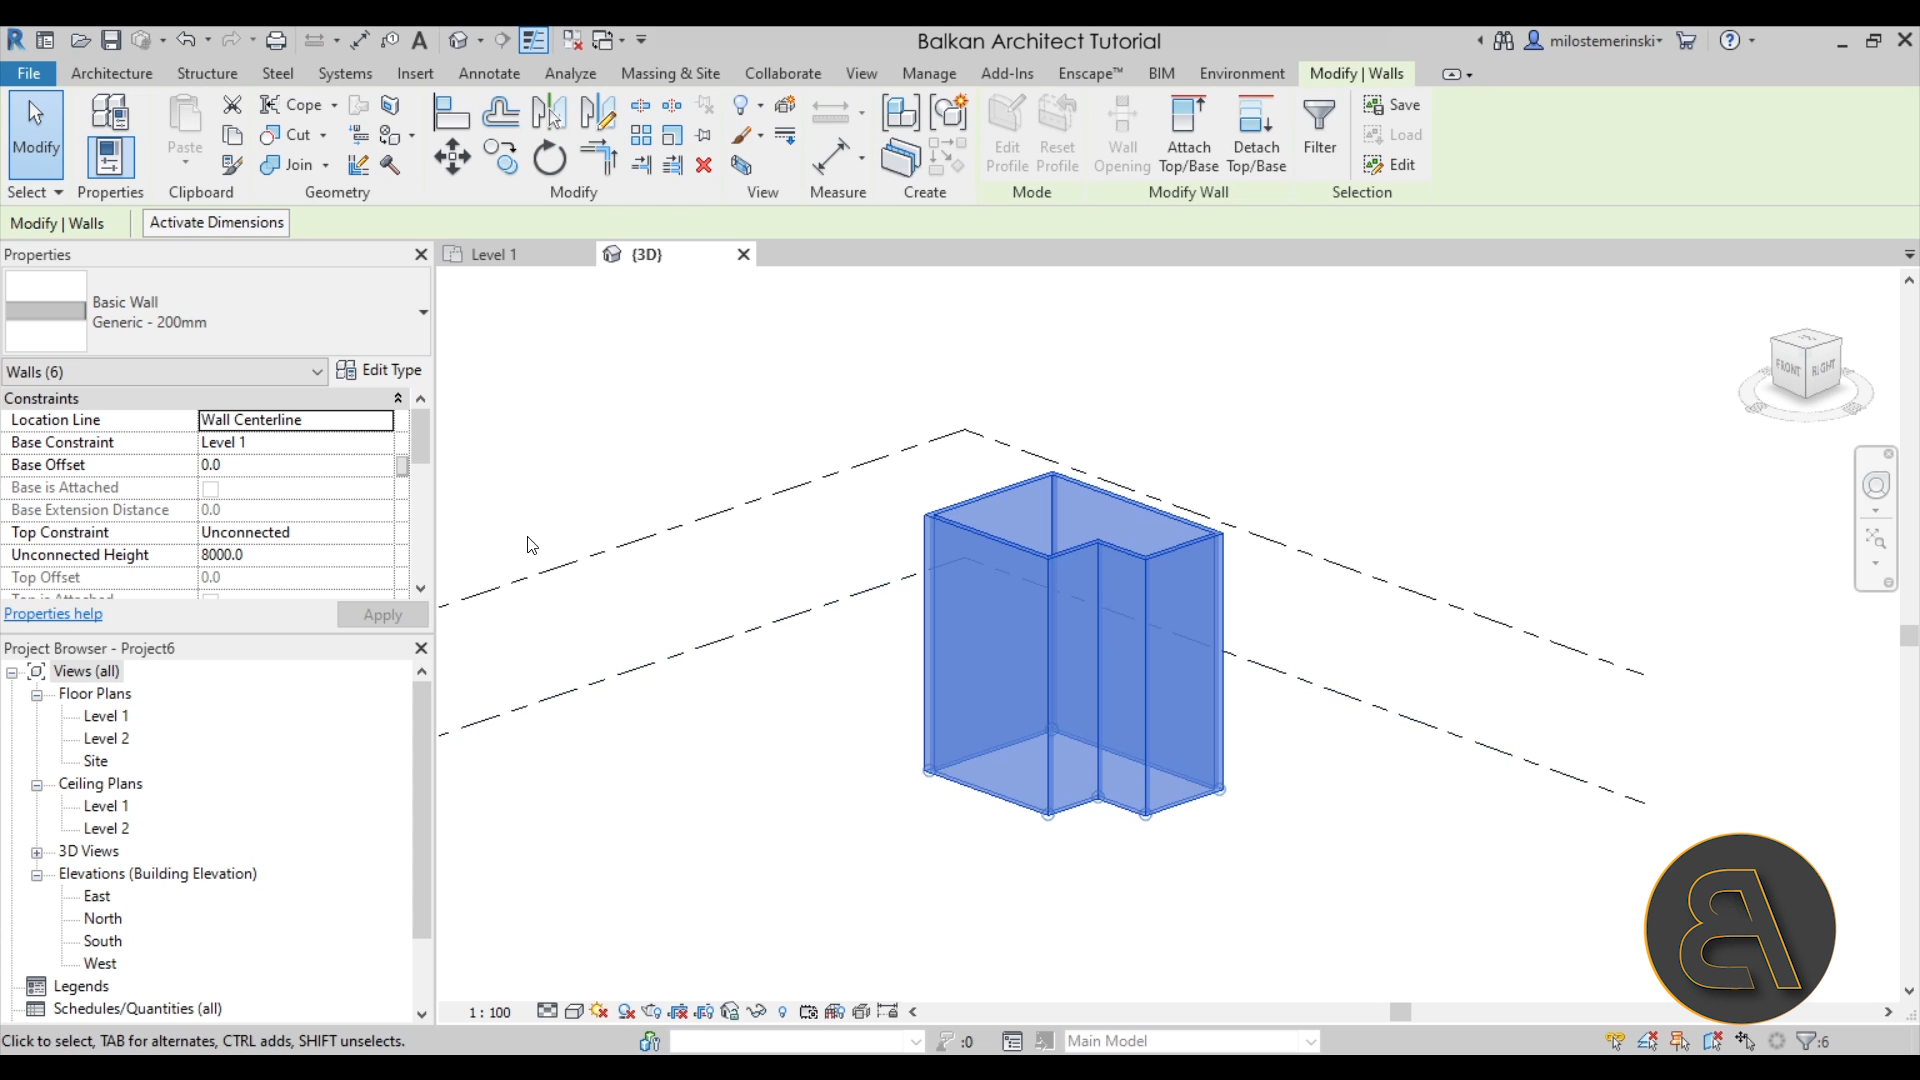 Balkan Architect Tutorial
milostemerinski
File Architecture Structure Steel Systems Insert Annotate Analyze Massing & Site Collaborate View Manage Add-Ins Enscape™ BIM Environment Modify | Walls
Modify
Paste
Cope
Cut
Join
Edit Profile
Reset Profile
Wall Opening
Attach Top/Base
Detach Top/Base
Filter
Save
Load
Edit
Select Properties Clipboard Geometry Modify View Measure Create Mode Modify Wall Selection
Modify | Walls Activate Dimensions
Properties
Level 1 {3D}
Basic Wall
Generic - 200mm
Walls (6) Edit Type
Constraints
Location Line Wall Centerline
Base Constraint Level 1
Base Offset 0.0
Base is Attached
Base Extension Distance 0.0
Top Constraint Unconnected
Unconnected Height 8000.0
Top Offset 0.0
Properties help Apply
FRONT RIGHT
Project Browser - Project6
Views (all)
Floor Plans
Level 1
Level 2
Site
Ceiling Plans
Level 1
Level 2
3D Views
Elevations (Building Elevation)
East
North
South
West
Legends
Schedules/Quantities (all)
1 : 100
Click to select, TAB for alternates, CTRL adds, SHIFT unselects.
:0
Main Model
:6